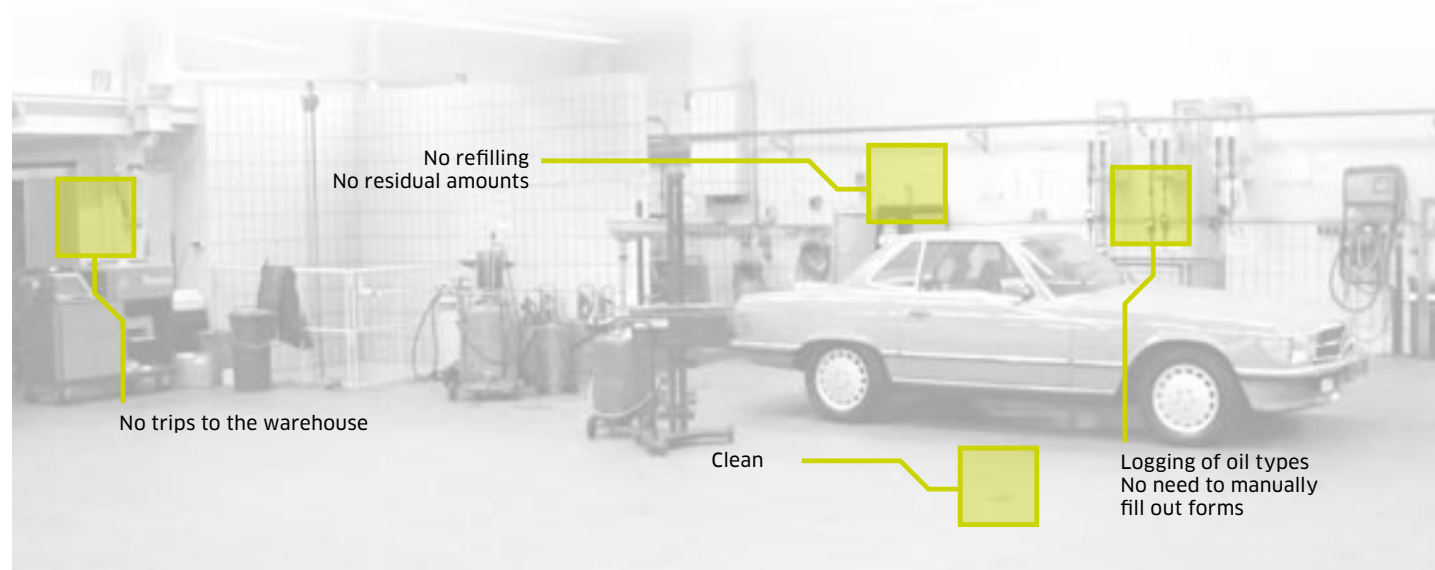 No refilling
No residual amounts
No trips to the warehouse
Clean
Logging of oil types
No need to manually
fill out forms